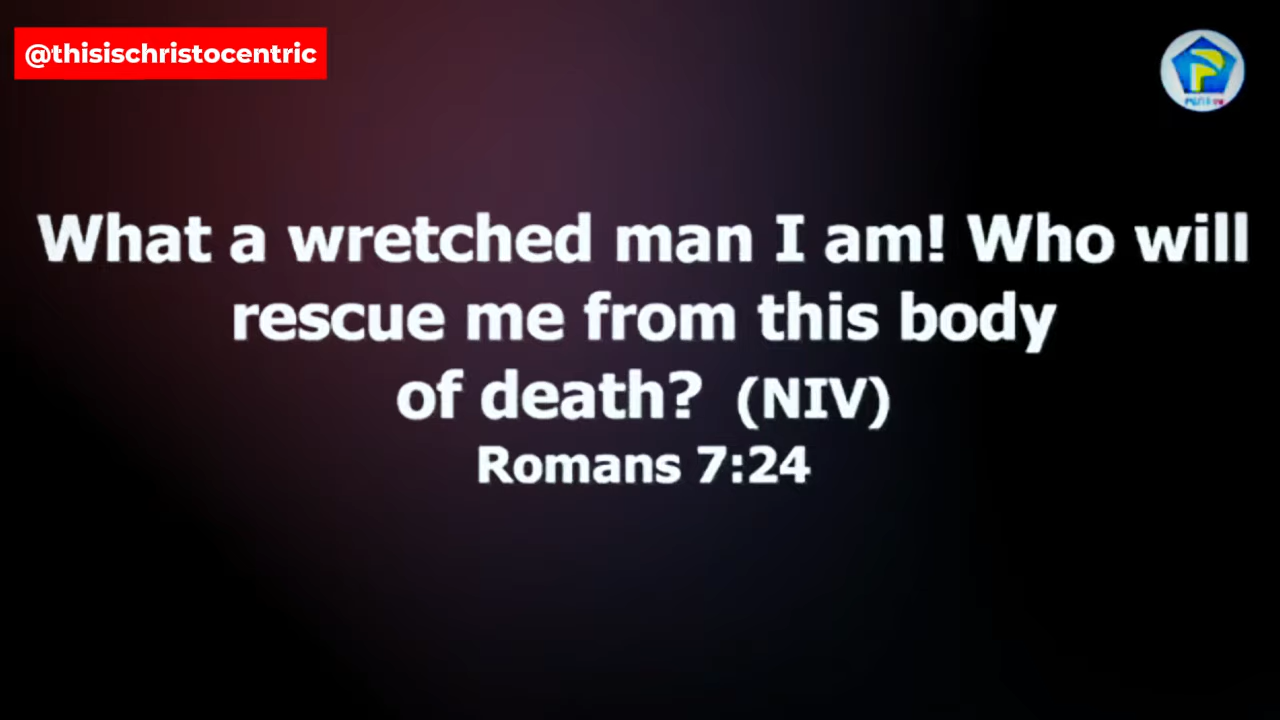 @thisischristocentric
What a wretched man I am! Who will
rescue me from this body
of death? (NIV)
Romans 7:24